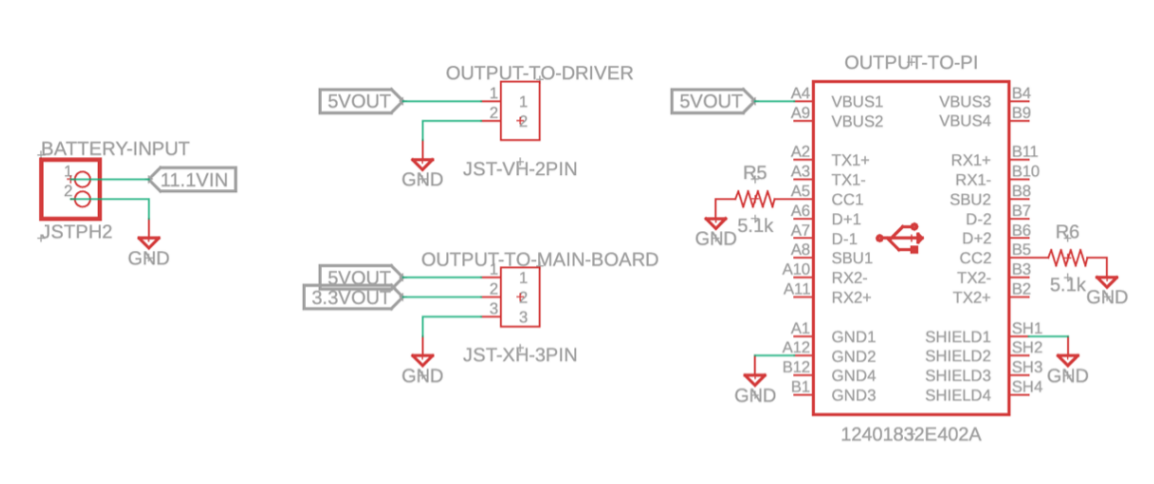 BATTERY-INPUT
1
2
11.1VIN
JSTPH2
GND
OUTPUT-TO-DRIVER
5VOUT
1
2
1
2
GND
JST-VH-2PIN
OUTPUT-TO-MAIN-BOARD
5VOUT
3.3VOUT
1
2
3
1
2
3
GND
JST-XH-3PIN
OUTPUT-TO-PI
5VOUT
A4 VBUS1 VBUS3 B4
A9 VBUS2 VBUS4 B9
A2 TX1+ RX1+ B11
A3 TX1- RX1- B10
A5 CC1 SBU2 B8
A6 D+1 D-2 B7
A7 D-1 D+2 B6
A8 SBU1 CC2 B5
A10 RX2- TX2- B3
A11 RX2+ TX2+ B2
A1 GND1 SHIELD1 SH1
A12 GND2 SHIELD2 SH2
B12 GND4 SHIELD3 SH3
B1 GND3 SHIELD4 SH4
R5
5.1k
GND
R6
5.1k
GND
GND
GND
12401832E402A